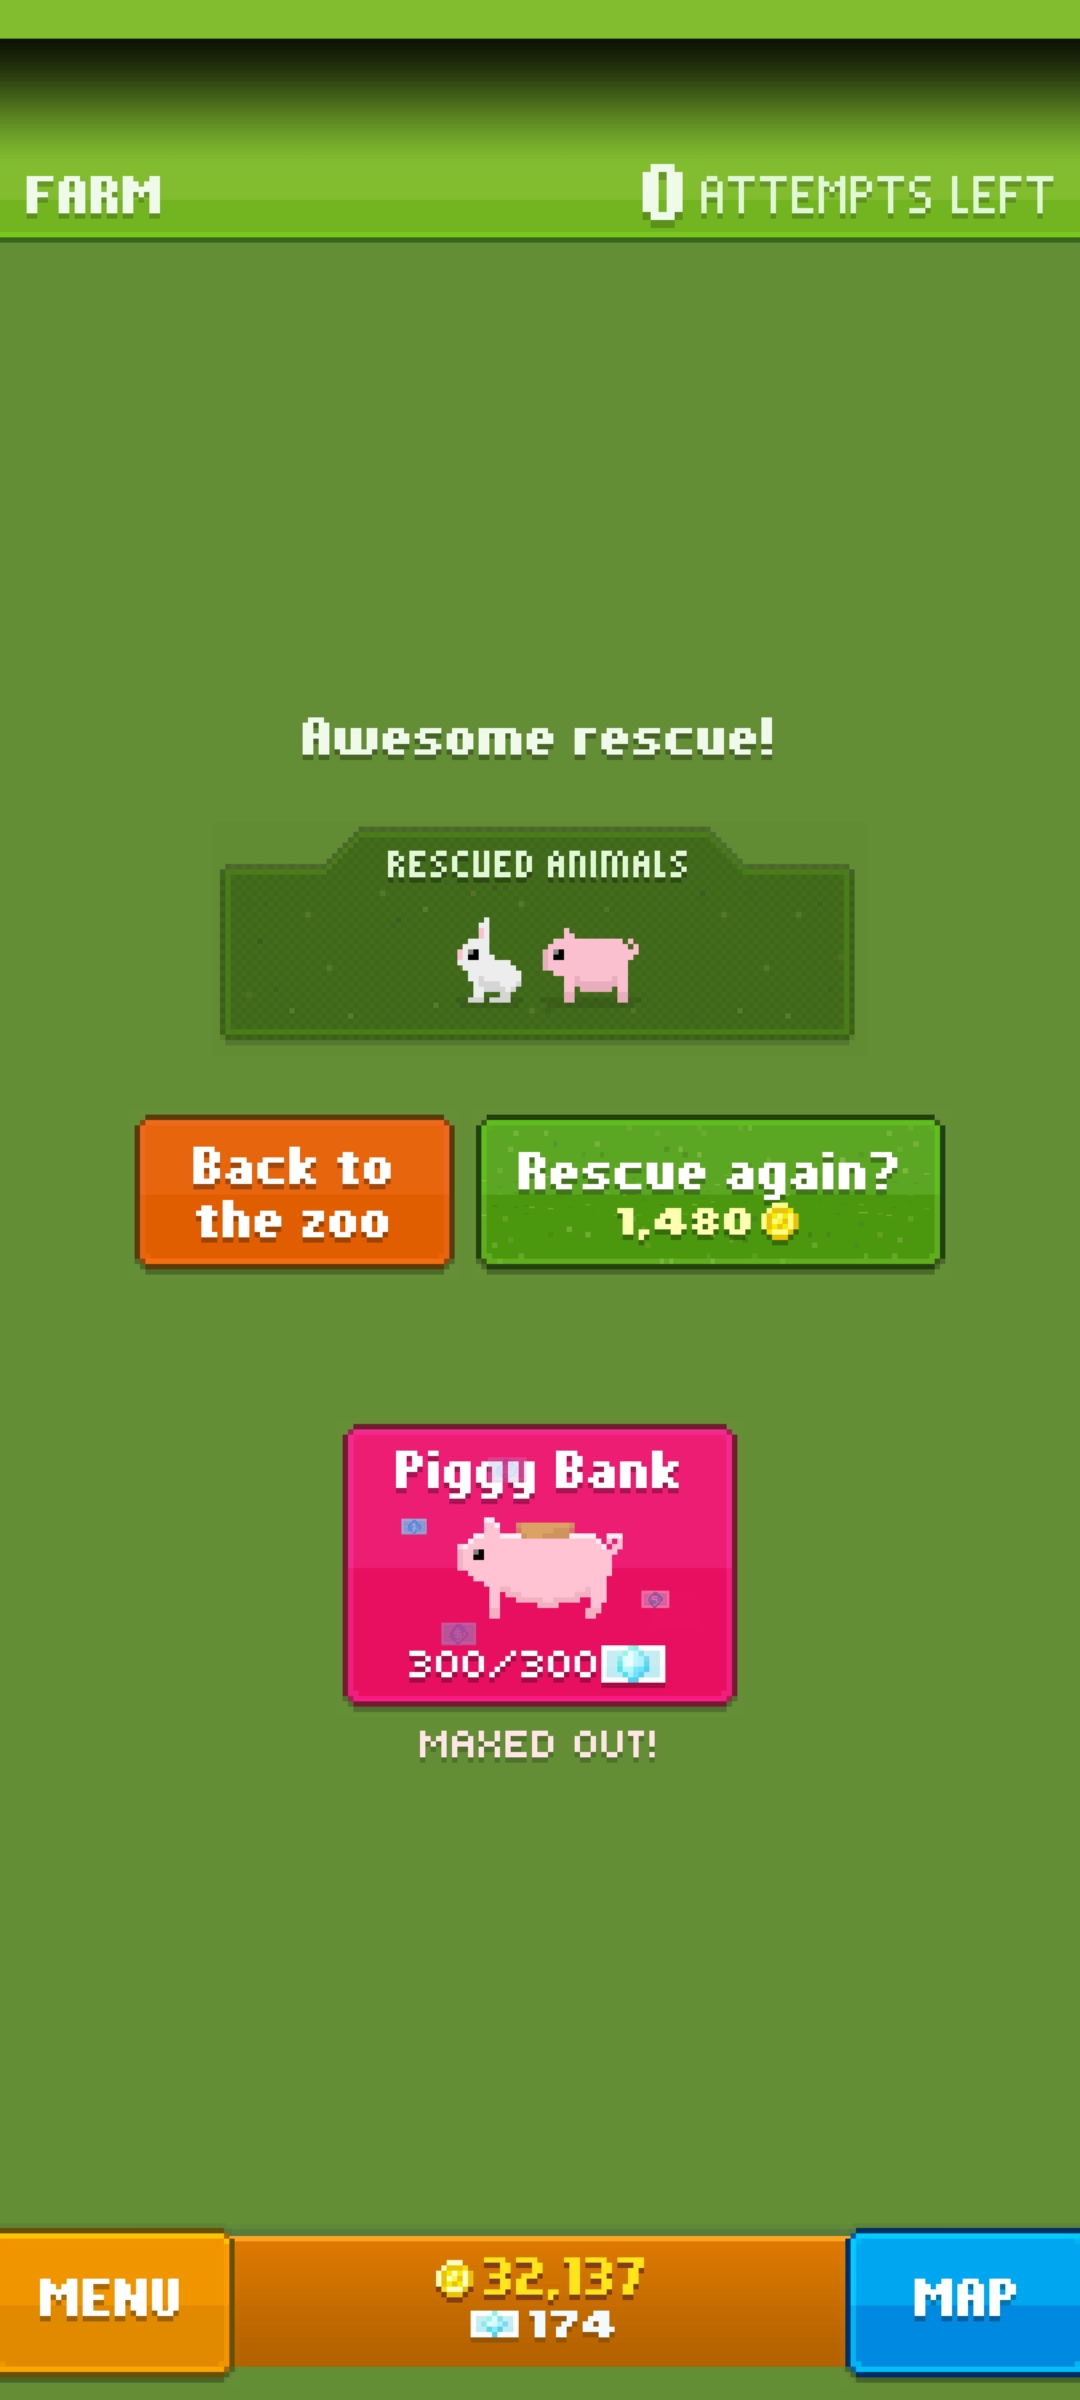 FARM
0 ATTEMPTS LEFT
Awesome rescue!
RESCUED ANIMALS
Back to
the zoo
Rescue again?
1,480
Piggy Bank
300/300
MAXED OUT!
MENU
32,137
174
MAP